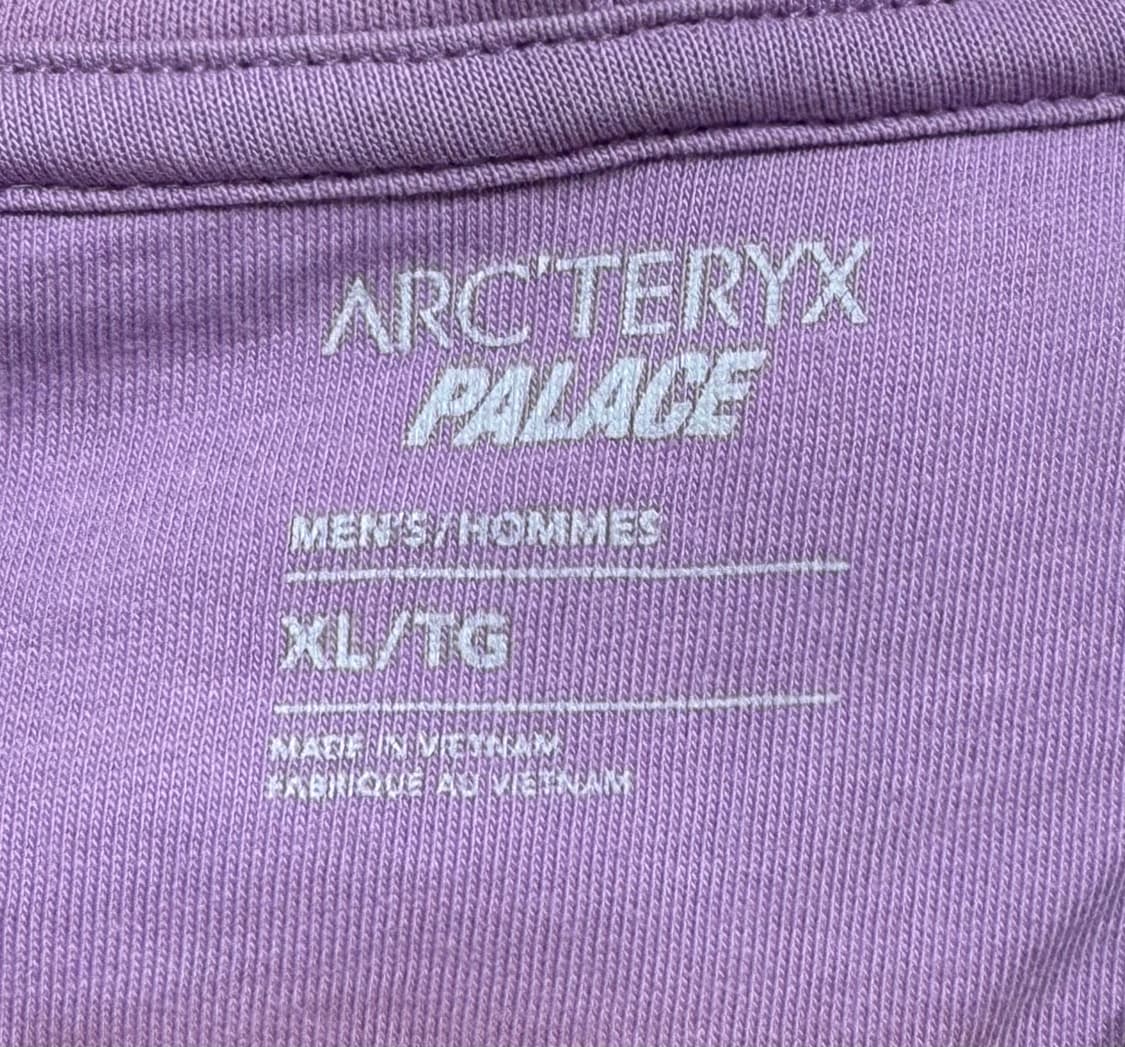 ARC'TERYX
PALACE
MEN'S/HOMMES
XL/TG
MADE IN VIETNAM
FABRIQUÉ AU VIETNAM